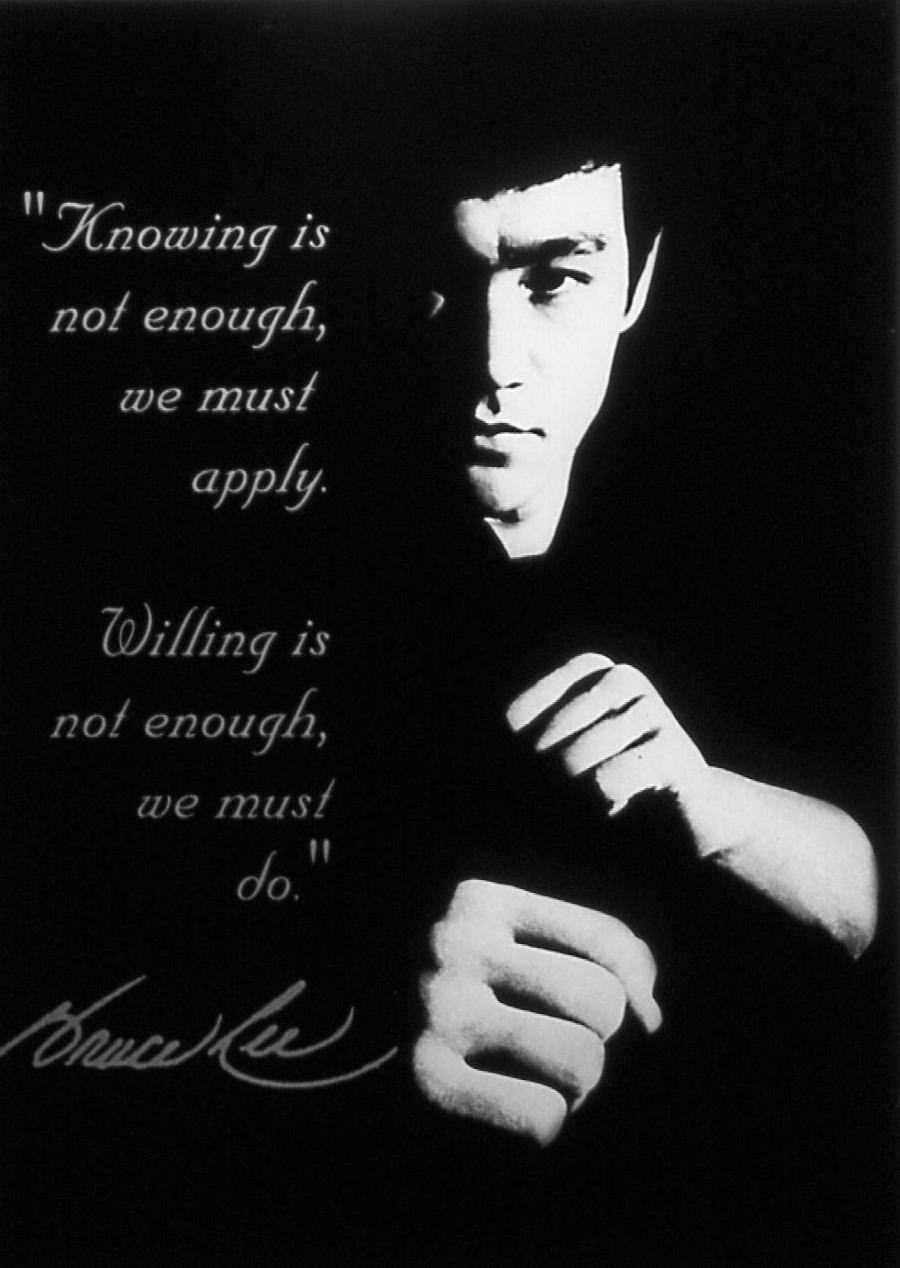 "Knowing is
not enough,
we must
apply.
Willing is
not enough,
we must
do."
Bruce Lee